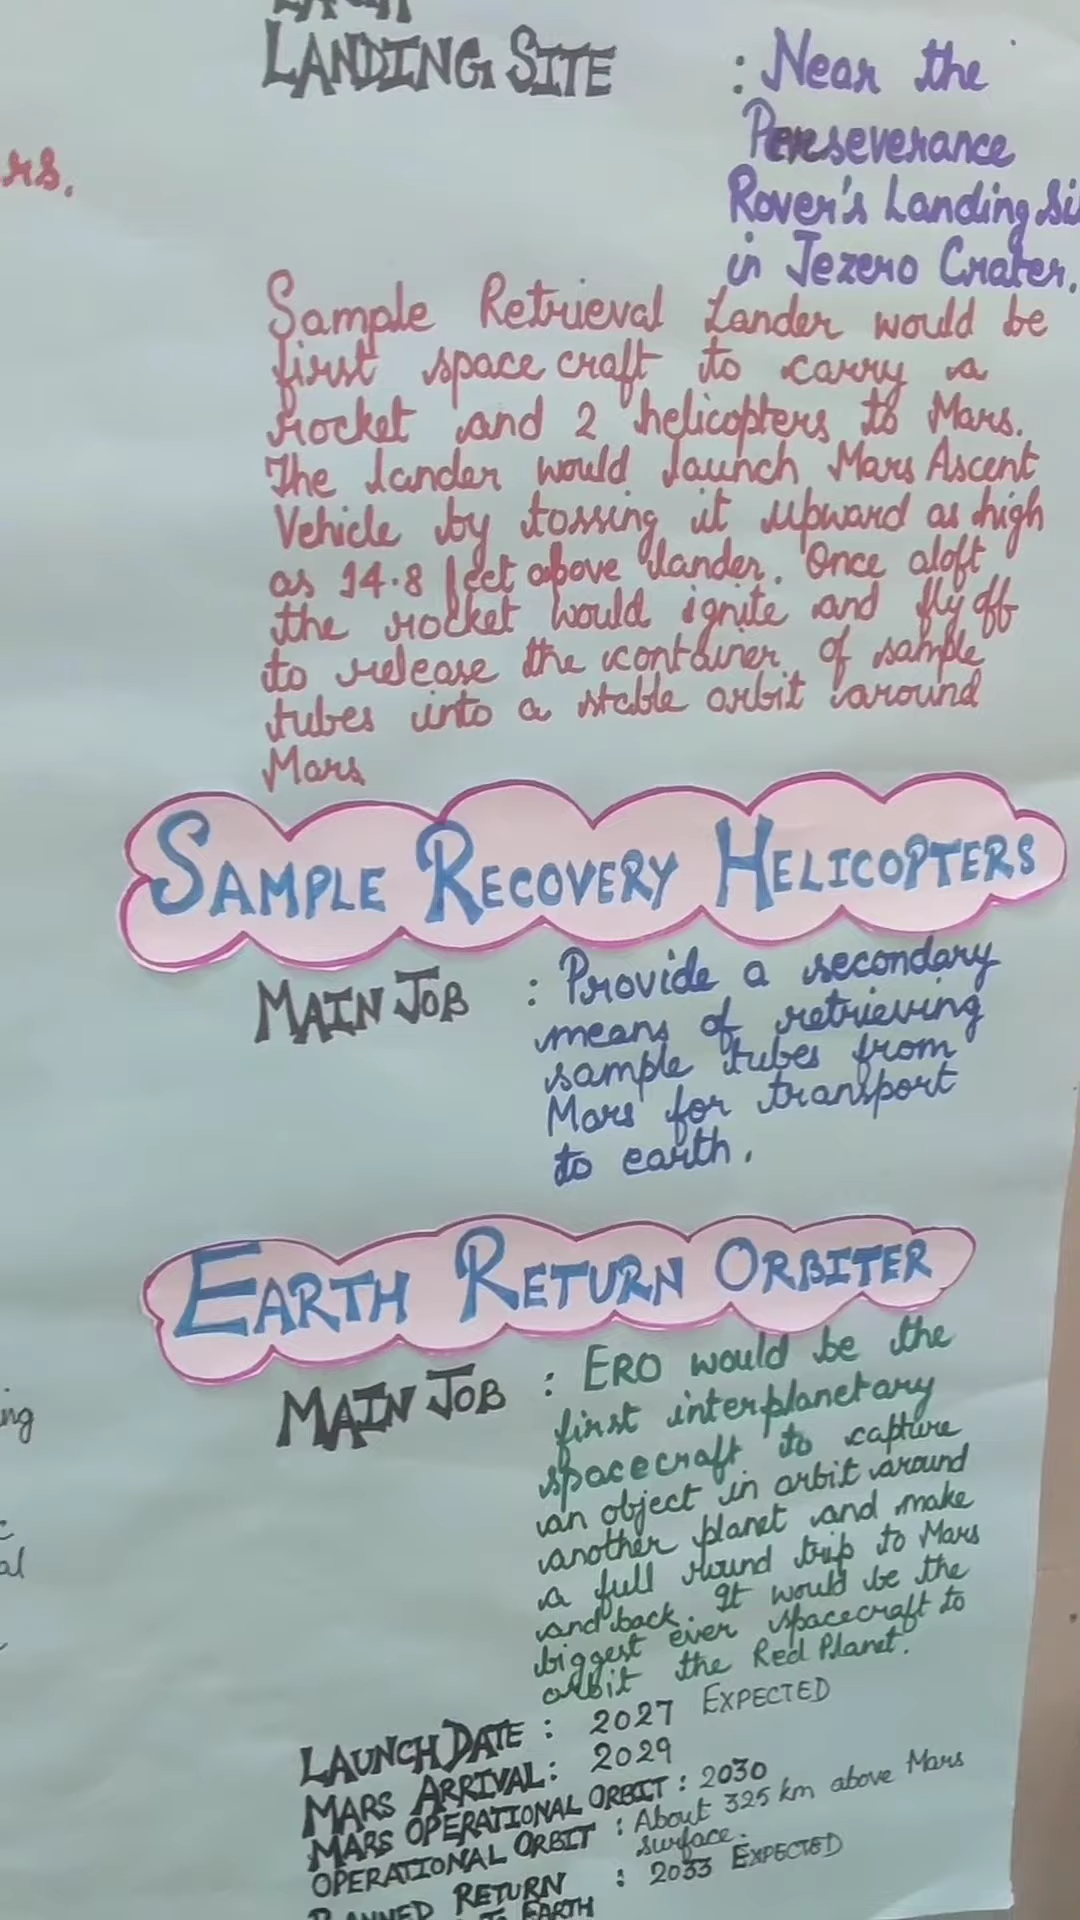 LANDING SITE : Near the
Perseverance
rs.
Rover's Landing Si
in Jezero Crater.
Sample Retrieval Lander would be
first space craft to carry a
rocket and 2 helicopters to Mars.
The lander would launch Mars Ascent
Vehicle by tossing it upward as high
as 14.8 feet above lander. Once aloft
the rocket would ignite and fly off
to release the container of sample
tubes into a stable orbit around
Mars
SAMPLE RECOVERY HELICOPTERS
MAIN JOB : Provide a secondary
means of retrieving
sample tubes from
Mars for transport
to earth.
EARTH RETURN ORBITER
MAIN JOB : ERO would be the
first interplanetary
spacecraft to capture
an object in orbit around
another planet and make
a full round trip to Mars
and back. It would be the
biggest ever spacecraft to
orbit the Red Planet.
ing
al
LAUNCH DATE : 2027 EXPECTED
MARS ARRIVAL : 2029
MARS OPERATIONAL ORBIT : 2030
OPERATIONAL ORBIT : About 325 km above Mars
surface.
PLANNED RETURN : 2033 EXPECTED
TO EARTH